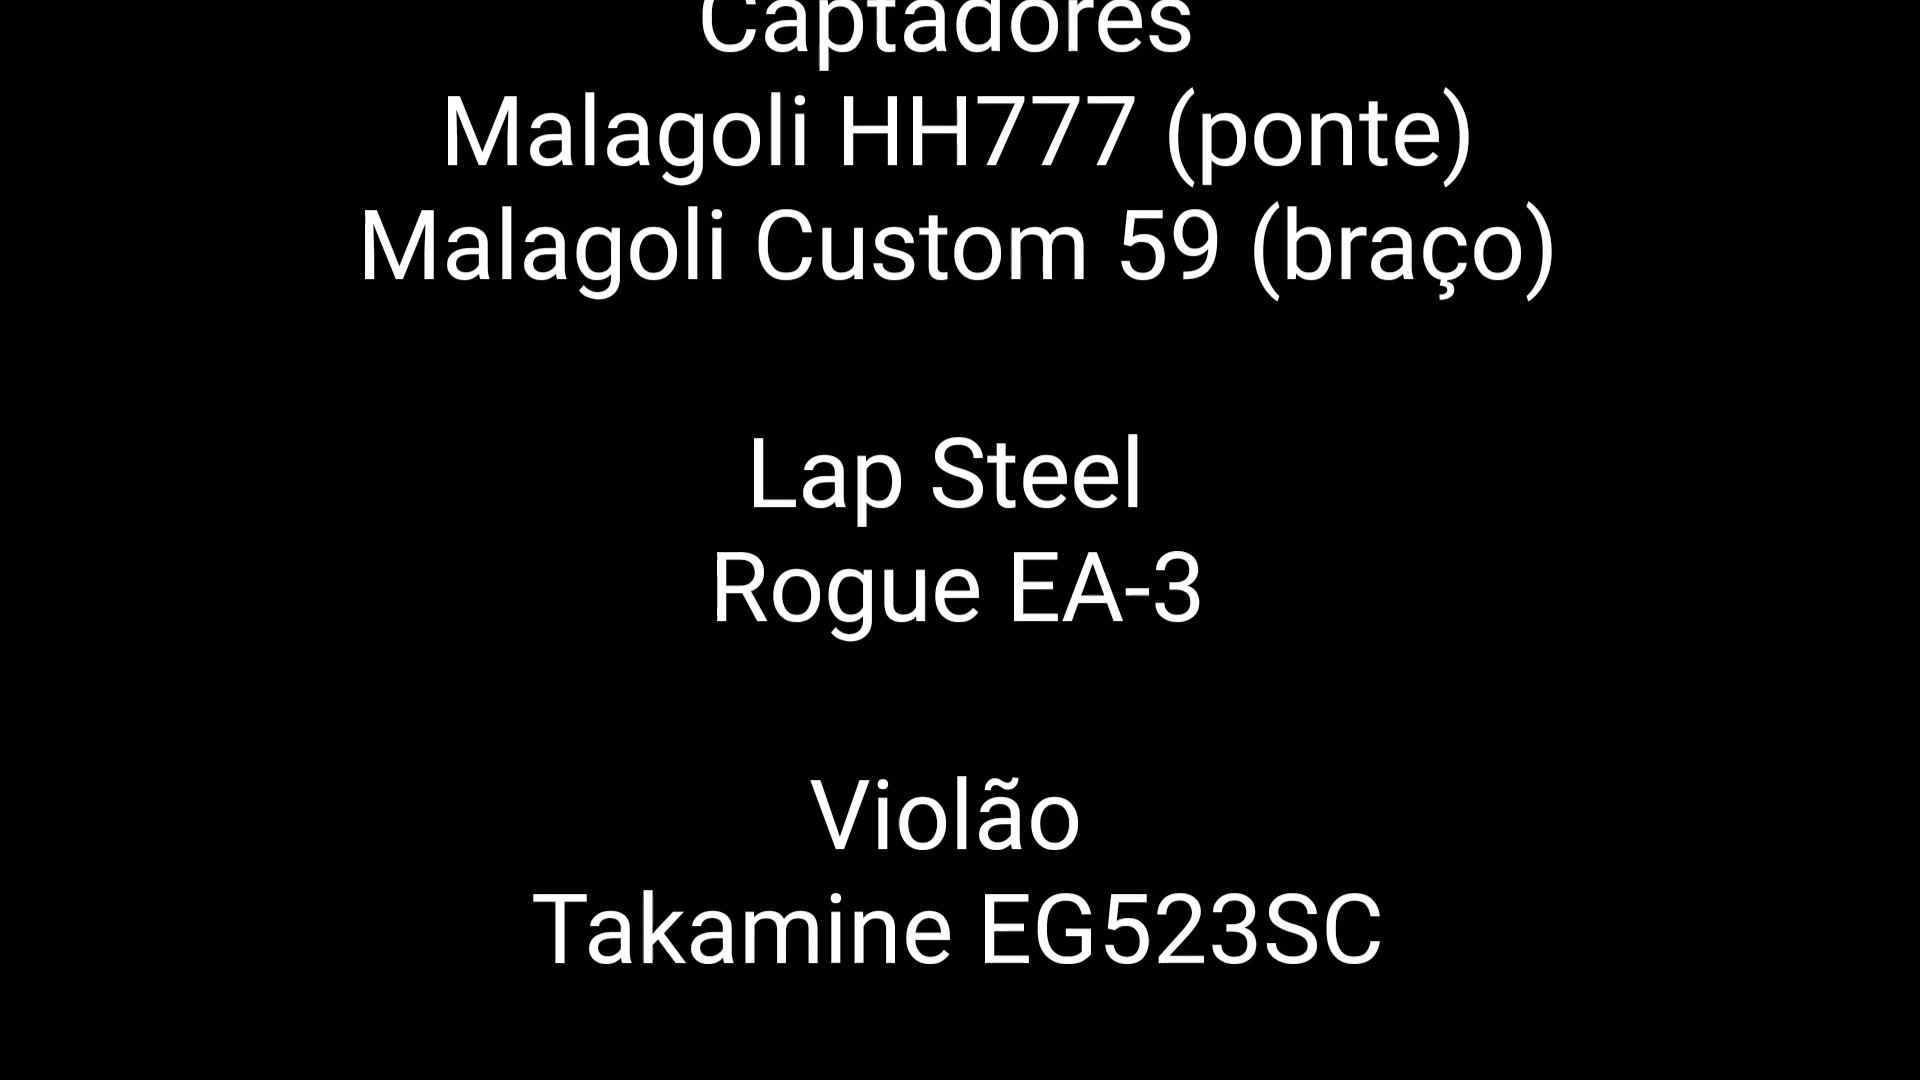 Captadores
Malagoli HH777 (ponte)
Malagoli Custom 59 (braço)
Lap Steel
Rogue EA-3
Violão
Takamine EG523SC